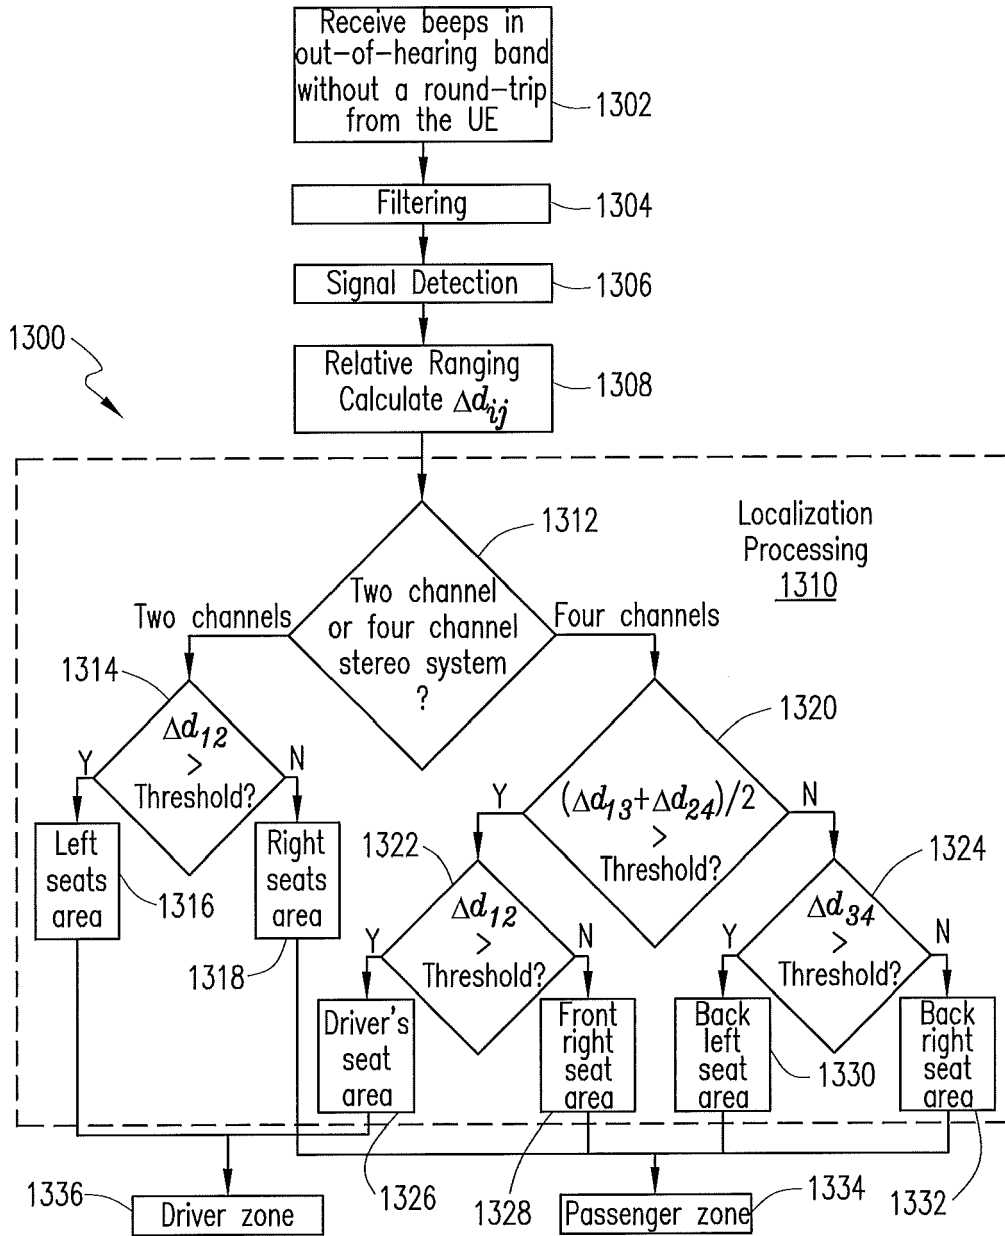 Receive beeps in
out-of-hearing band
without a round-trip
from the UE
1302
Filtering
1304
Signal Detection
1306
1300
Relative Ranging
Calculate Δd_ij
1308
Localization
Processing
1310
1312
Two channel
or four channel
stereo system
?
Two channels
Four channels
1314
Δd_12
>
Threshold?
Y
N
Left
seats
area
1316
Right
seats
area
1318
1320
(Δd_13+Δd_24)/2
>
Threshold?
Y
N
1322
Δd_12
>
Threshold?
Y
N
1324
Δd_34
>
Threshold?
Y
N
Driver's
seat
area
Front
right
seat
area
Back
left
seat
area
1330
Back
right
seat
area
1336
Driver zone
1326
1328
Passenger zone
1334
1332